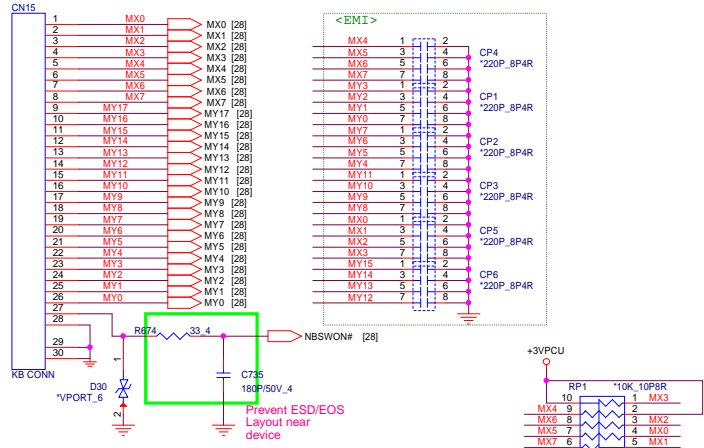 CN15
1 MX0 MX0 [28]
2 MX1 MX1 [28]
3 MX2 MX2 [28]
4 MX3 MX3 [28]
5 MX4 MX4 [28]
6 MX5 MX5 [28]
7 MX6 MX6 [28]
8 MX7 MX7 [28]
9 MY17 MY17 [28]
10 MY16 MY16 [28]
11 MY15 MY15 [28]
12 MY14 MY14 [28]
13 MY13 MY13 [28]
14 MY12 MY12 [28]
15 MY11 MY11 [28]
16 MY10 MY10 [28]
17 MY9 MY9 [28]
18 MY8 MY8 [28]
19 MY7 MY7 [28]
20 MY6 MY6 [28]
21 MY5 MY5 [28]
22 MY4 MY4 [28]
23 MY3 MY3 [28]
24 MY2 MY2 [28]
25 MY1 MY1 [28]
26 MY0 MY0 [28]
27
28
29
30
KB CONN
R674 33_4
NBSWON# [28]
1
D30
*VPORT_6
2
C735
180P/50V_4
Prevent ESD/EOS
Layout near
device
<EMI>
MX4 1 2
MX5 3 4
MX6 5 6
MX7 7 8
CP4
*220P_8P4R
MY3 1 2
MY2 3 4
MY1 5 6
MY0 7 8
CP1
*220P_8P4R
MY7 1 2
MY6 3 4
MY5 5 6
MY4 7 8
CP2
*220P_8P4R
MY11 1 2
MY10 3 4
MY9 5 6
MY8 7 8
CP3
*220P_8P4R
MX0 1 2
MX1 3 4
MX2 5 6
MX3 7 8
CP5
*220P_8P4R
MY15 1 2
MY14 3 4
MY13 5 6
MY12 7 8
CP6
*220P_8P4R
+3VPCU
RP1 *10K_10P8R
10 1 MX3
MX4 9 2
MX6 8 3 MX2
MX5 7 4 MX0
MX7 6 5 MX1